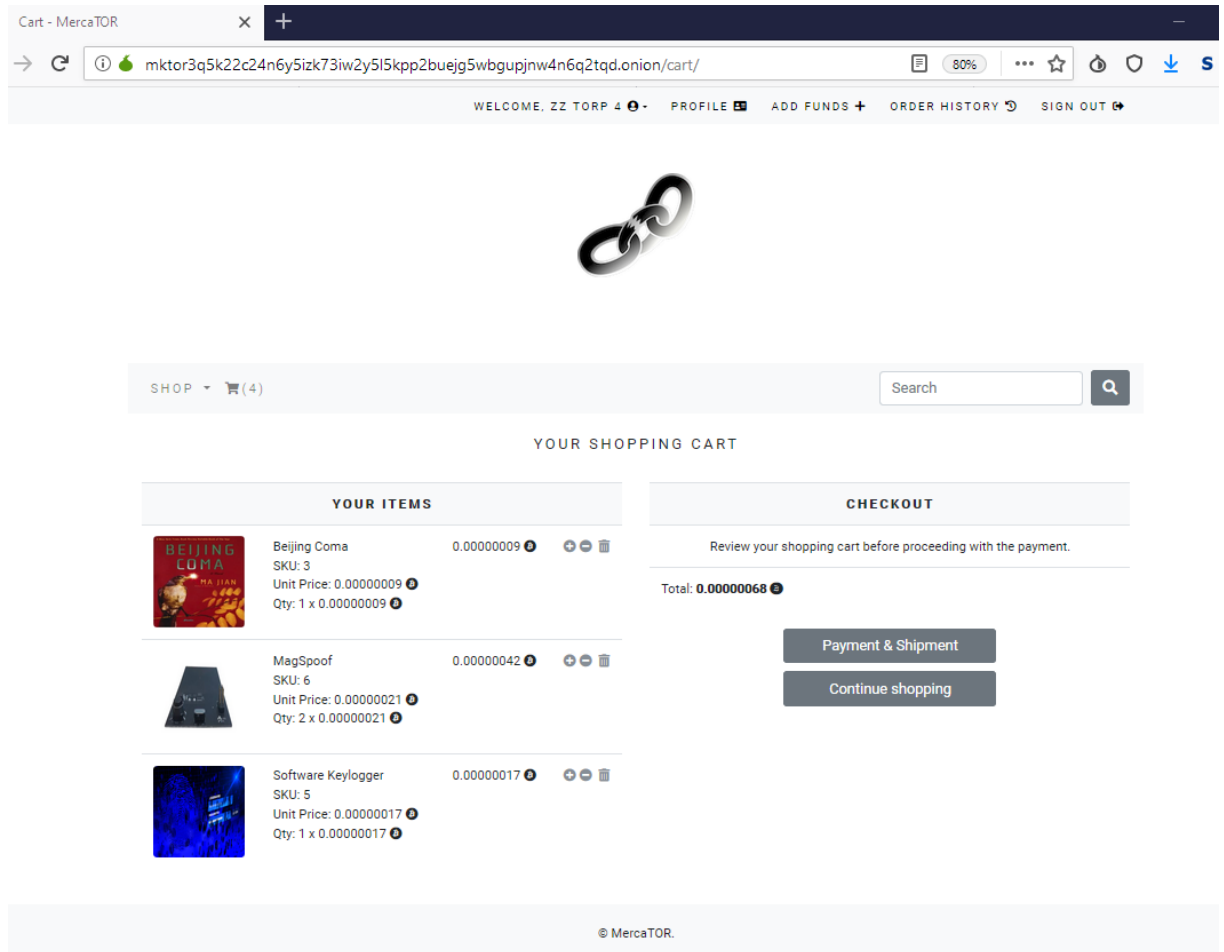 Cart - MercaTOR
mktor3q5k22c24n6y5izk73iw2y5l5kpp2buejg5wbgupjnw4n6q2tqd.onion/cart/
80%
S
WELCOME, ZZ TORP 4 PROFILE ADD FUNDS ORDER HISTORY SIGN OUT
SHOP (4)
Search
YOUR SHOPPING CART
YOUR ITEMS
BEIJING
COMA
MA JIAN
Beijing Coma 0.00000009
SKU: 3
Unit Price: 0.00000009
Qty: 1 x 0.00000009
MagSpoof 0.00000042
SKU: 6
Unit Price: 0.00000021
Qty: 2 x 0.00000021
Software Keylogger 0.00000017
SKU: 5
Unit Price: 0.00000017
Qty: 1 x 0.00000017
CHECKOUT
Review your shopping cart before proceeding with the payment.
Total: 0.00000068
Payment & Shipment
Continue shopping
© MercaTOR.